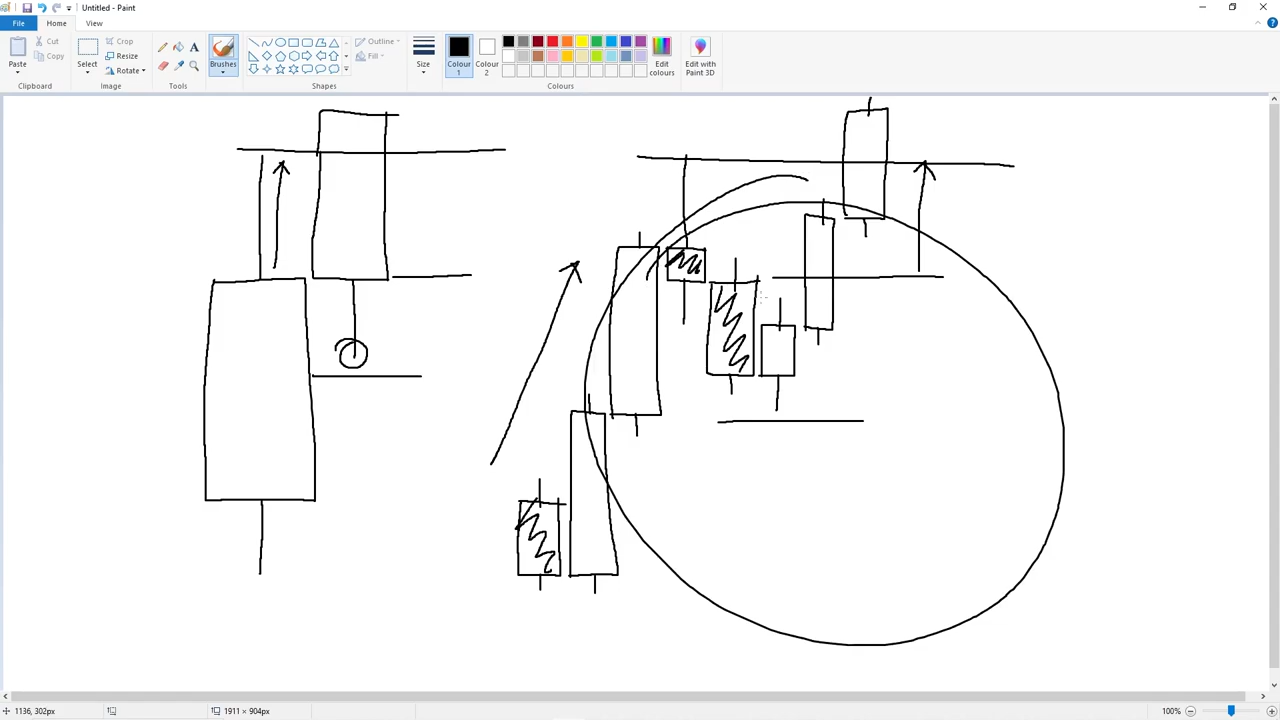 Untitled - Paint
File Home View
Paste
Cut
Copy
Clipboard
Select
Crop
Resize
Rotate
Image
A
Tools
Brushes
Outline
Fill
Shapes
Size
Colour 1
Colour 2
Edit colours
Colours
Edit with Paint 3D
1136, 302px
1911 × 904px
100%